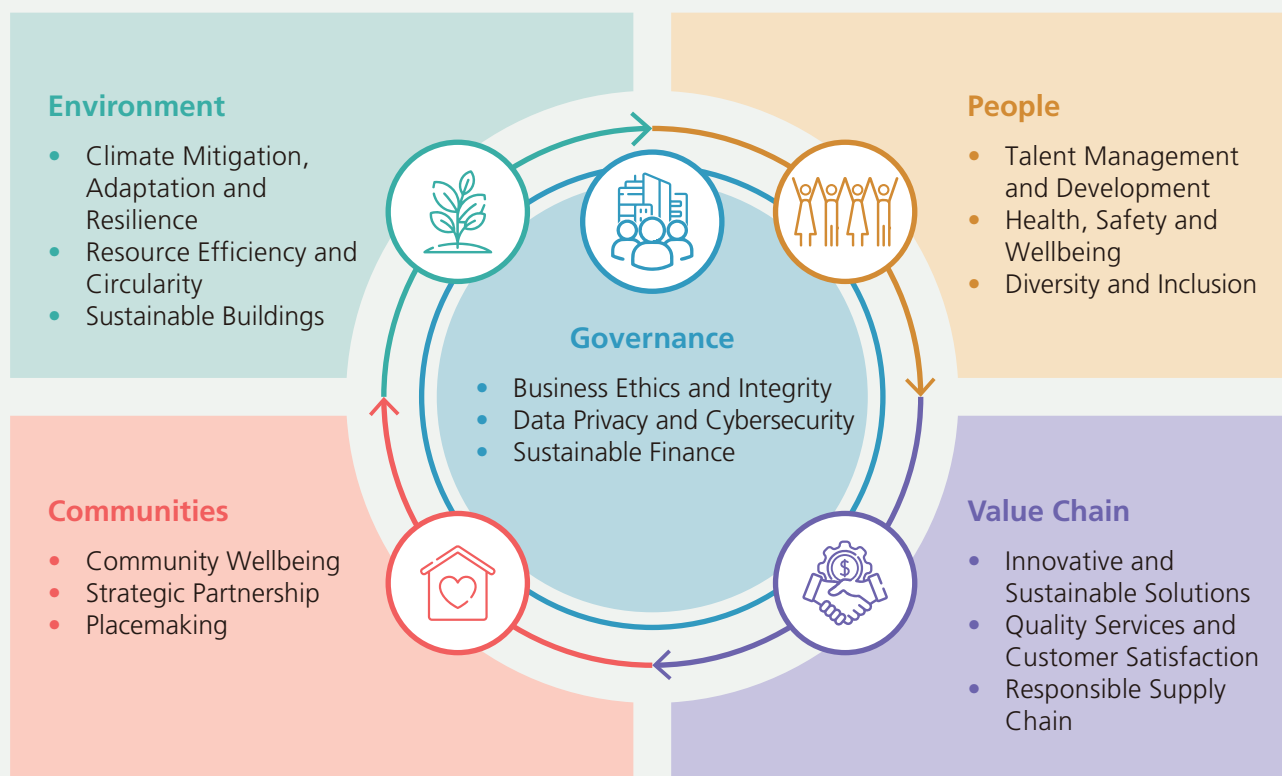 Environment
• Climate Mitigation,
Adaptation and
Resilience
• Resource Efficiency and
Circularity
• Sustainable Buildings
People
• Talent Management
and Development
• Health, Safety and
Wellbeing
• Diversity and Inclusion
Governance
• Business Ethics and Integrity
• Data Privacy and Cybersecurity
• Sustainable Finance
Communities
• Community Wellbeing
• Strategic Partnership
• Placemaking
Value Chain
• Innovative and
Sustainable Solutions
• Quality Services and
Customer Satisfaction
• Responsible Supply
Chain
$